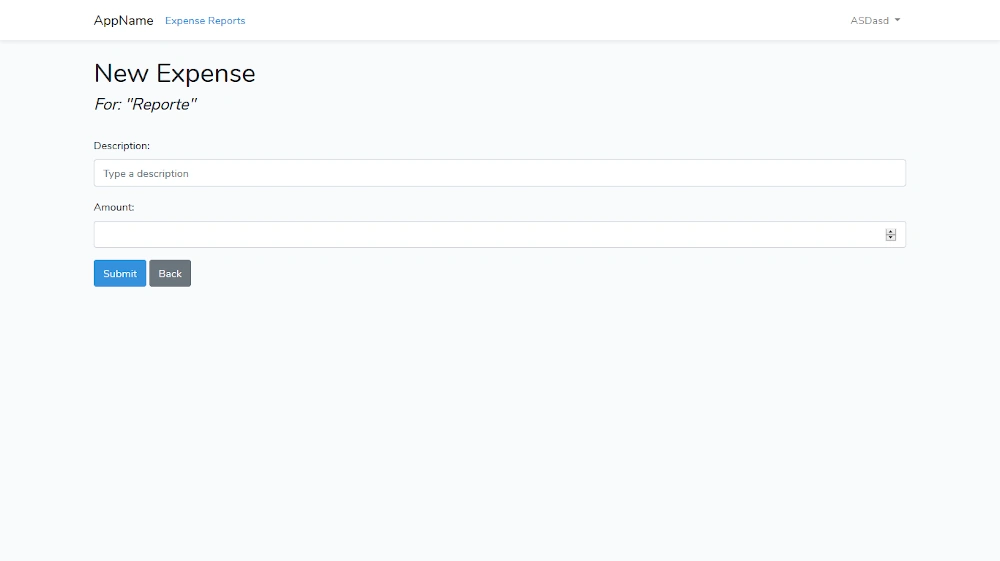 AppName Expense Reports ASDasd
New Expense
For: "Reporte"
Description:
Type a description
Amount:
Submit Back